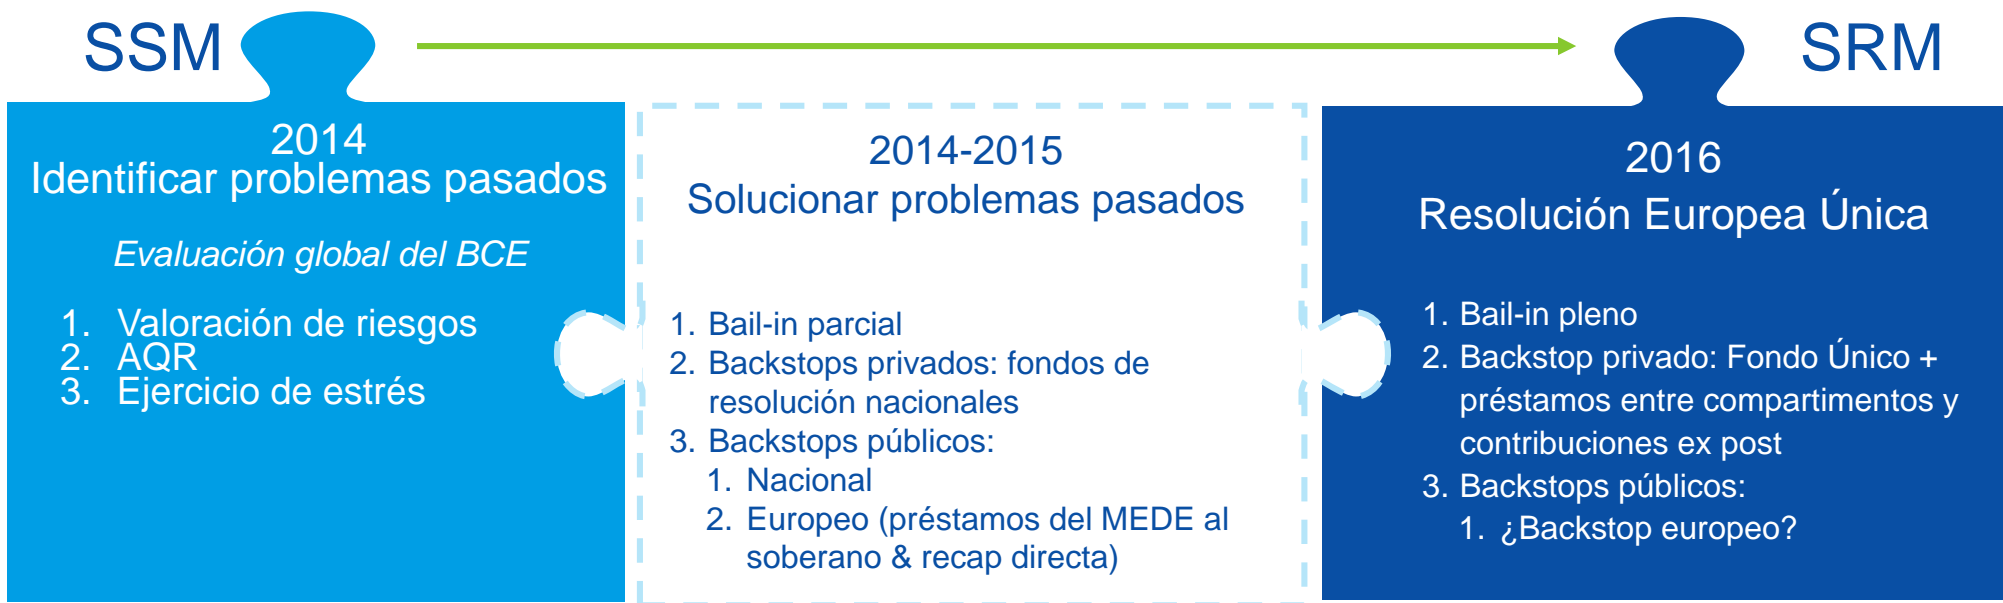 SSM
SRM
2014
Identificar problemas pasados
Evaluación global del BCE
1. Valoración de riesgos
2. AQR
3. Ejercicio de estrés
2014-2015
Solucionar problemas pasados
1. Bail-in parcial
2. Backstops privados: fondos de
resolución nacionales
3. Backstops públicos:
1. Nacional
2. Europeo (préstamos del MEDE al
soberano & recap directa)
2016
Resolución Europea Única
1. Bail-in pleno
2. Backstop privado: Fondo Único +
préstamos entre compartimentos y
contribuciones ex post
3. Backstops públicos:
1. ¿Backstop europeo?